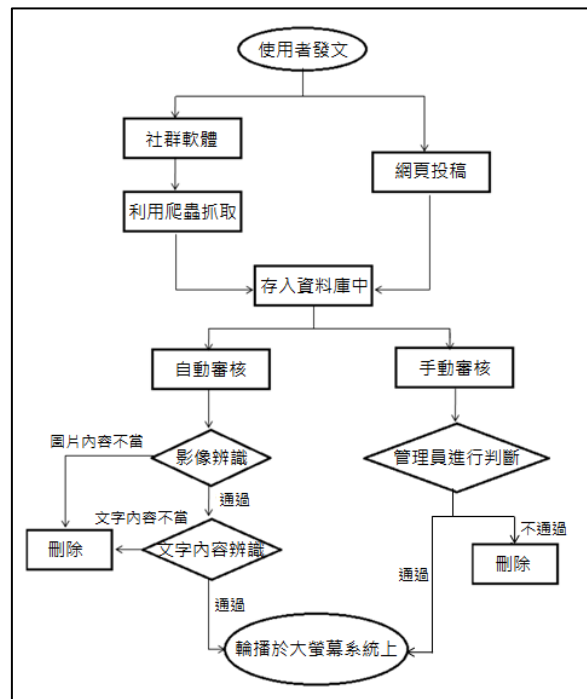 使用者發文
社群軟體
網頁投稿
利用爬蟲抓取
存入資料庫中
自動審核
手動審核
圖片內容不當
影像辨識
管理員進行判斷
通過
文字內容不當
不通過
刪除
文字內容辨識
通過
刪除
通過
輪播於大螢幕系統上